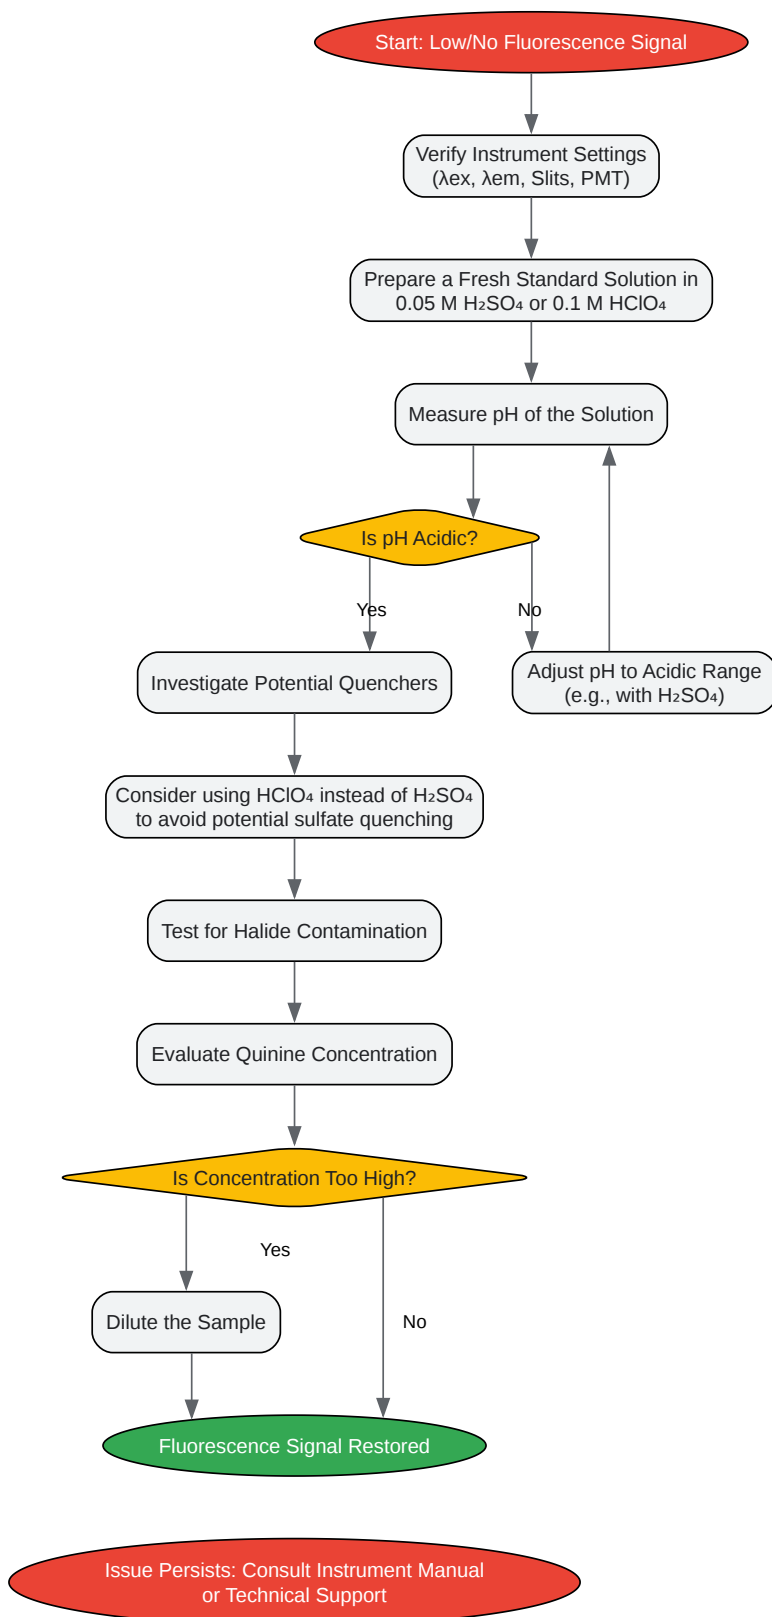 Start: Low/No Fluorescence Signal
Verify Instrument Settings
(λex, λem, Slits, PMT)
Prepare a Fresh Standard Solution in
0.05 M H₂SO₄ or 0.1 M HClO₄
Measure pH of the Solution
Is pH Acidic?
Yes
No
Investigate Potential Quenchers
Adjust pH to Acidic Range
(e.g., with H₂SO₄)
Consider using HClO₄ instead of H₂SO₄
to avoid potential sulfate quenching
Test for Halide Contamination
Evaluate Quinine Concentration
Is Concentration Too High?
Yes
Dilute the Sample
No
Fluorescence Signal Restored
Issue Persists: Consult Instrument Manual
or Technical Support